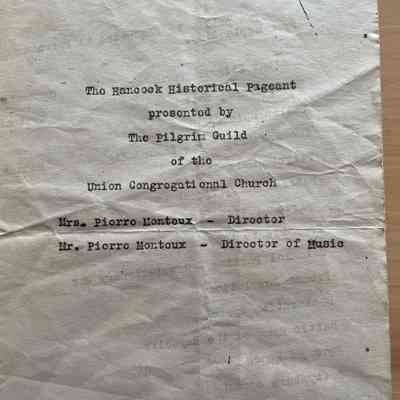 The Hancock Historical Pageant
presented by
The Pilgrim Guild
of the
Union Congregational Church
Mrs. Pierre Monteux - Director
Mr. Pierre Monteux - Director of Music